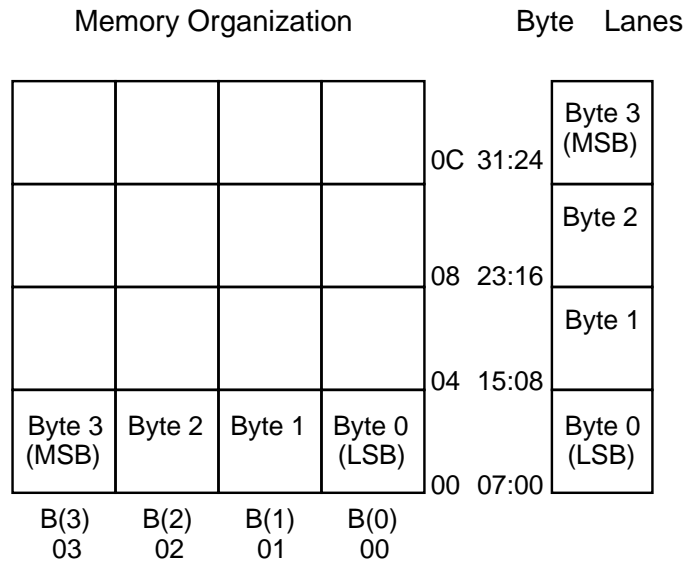 Memory Organization Byte Lanes
Byte 3
(MSB)
0C 31:24
Byte 2
08 23:16
Byte 1
04 15:08
Byte 3 Byte 2 Byte 1 Byte 0 Byte 0
(MSB) (LSB) (LSB)
00 07:00
B(3) B(2) B(1) B(0)
03 02 01 00